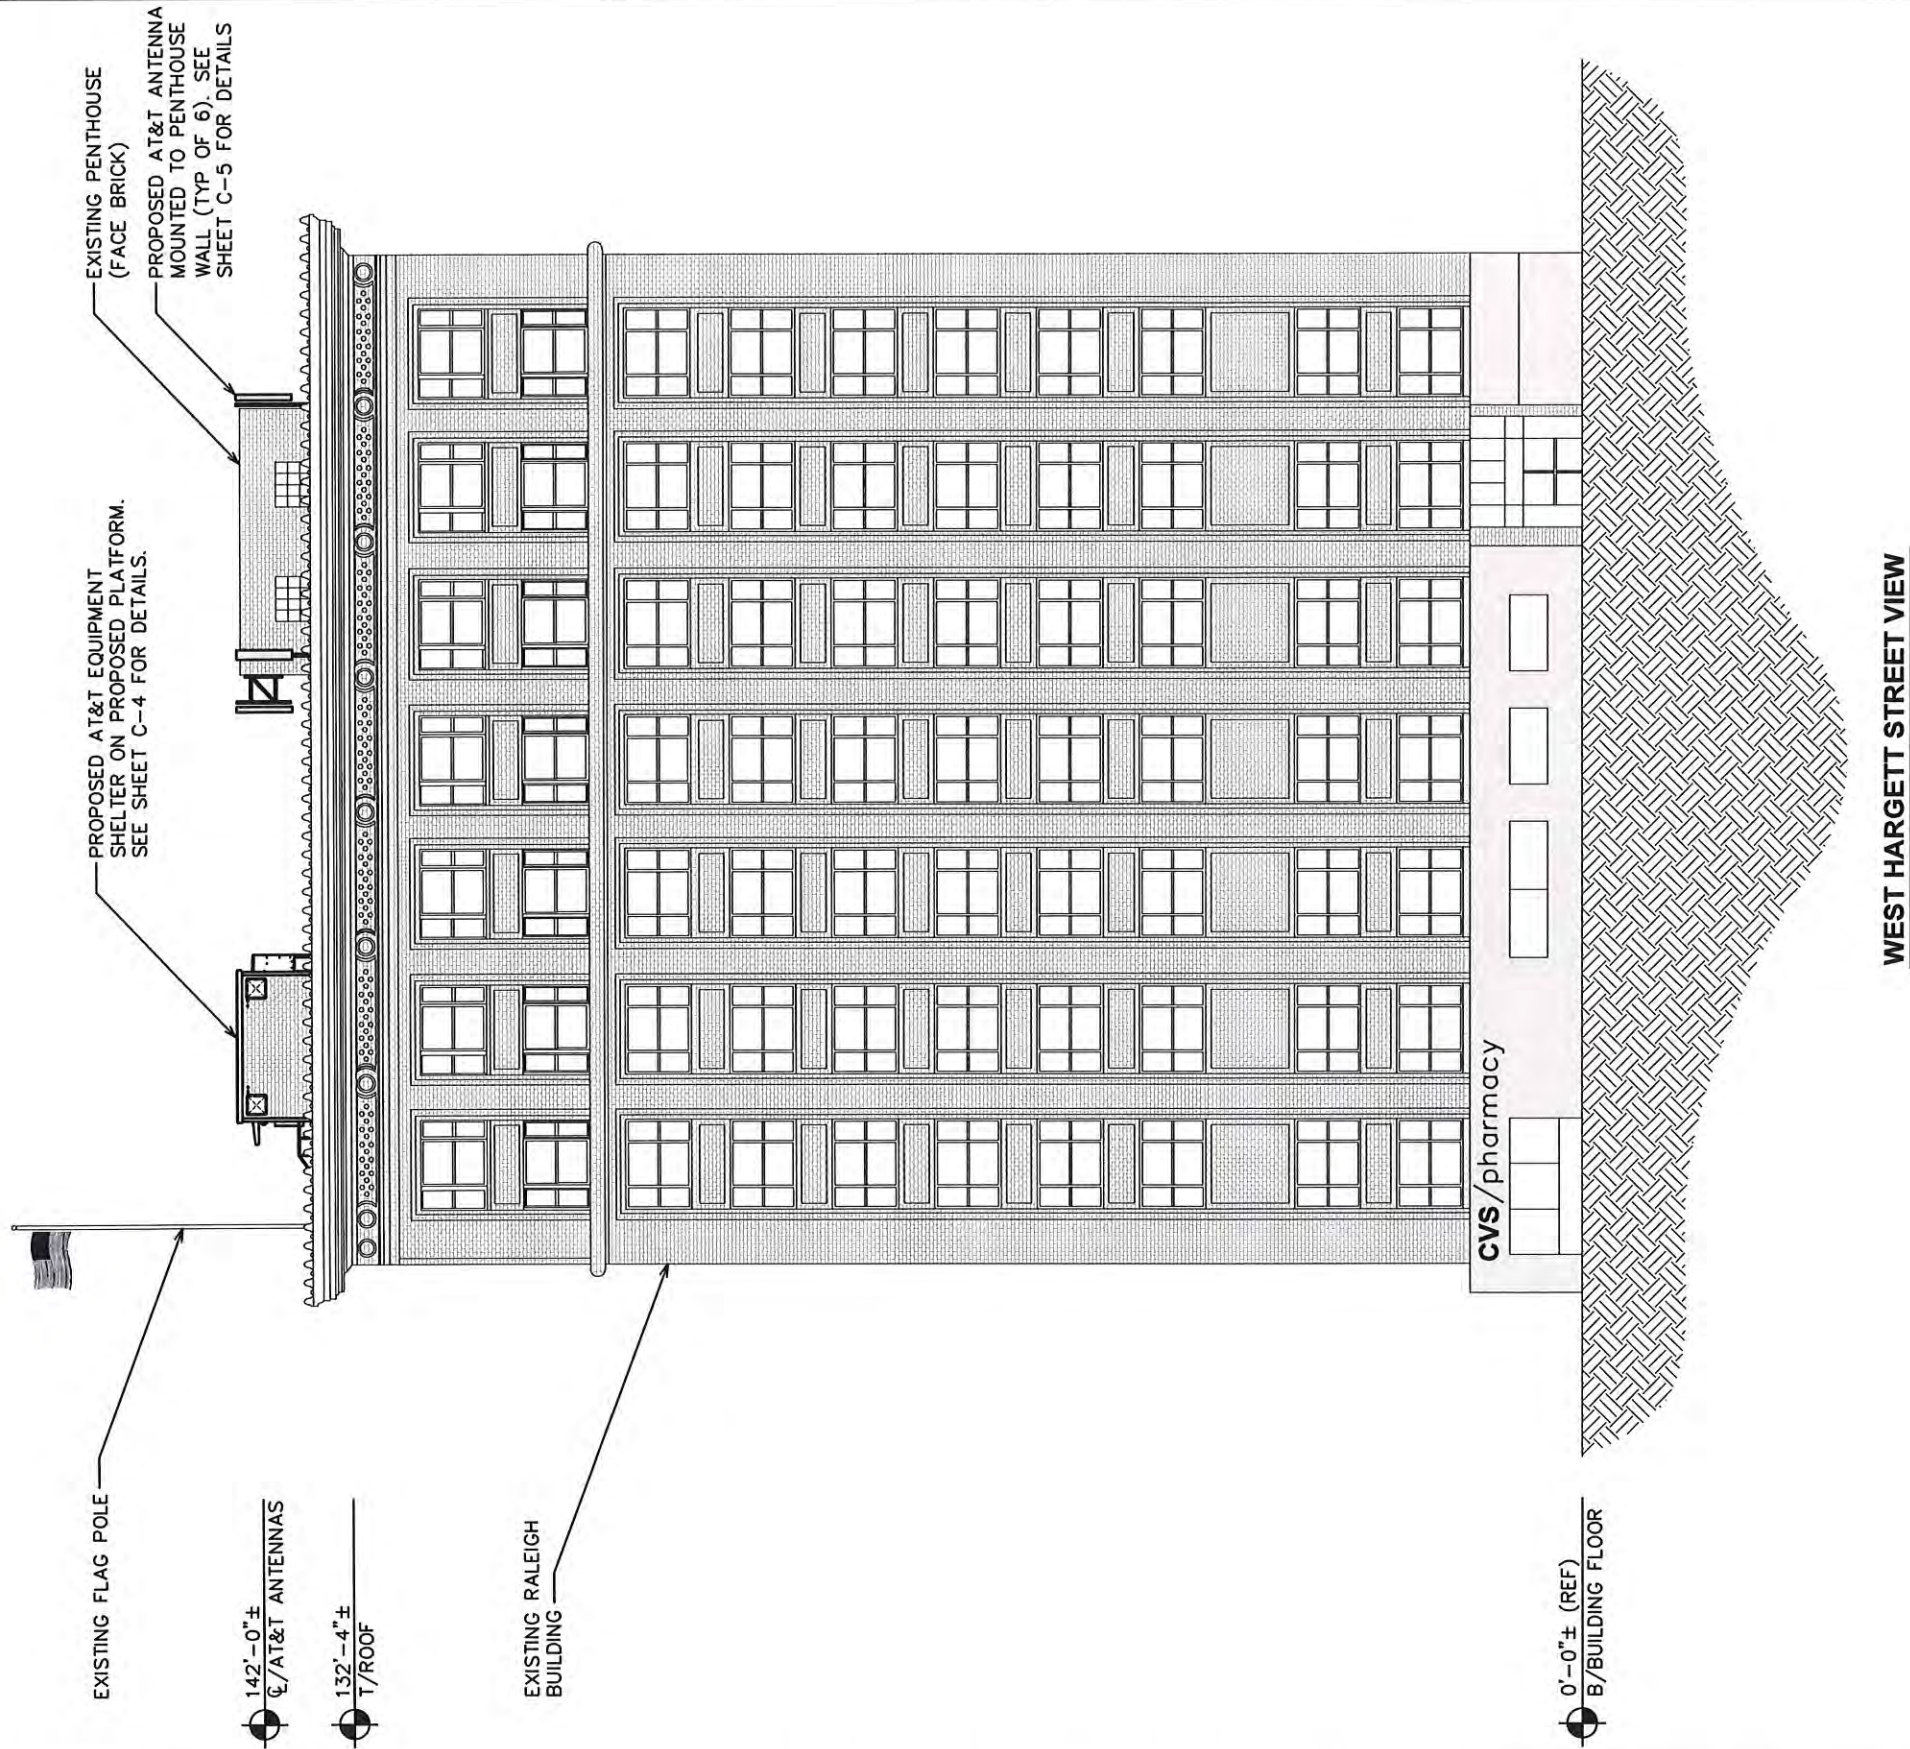 EXISTING FLAG POLE
PROPOSED AT&T EQUIPMENT
SHELTER ON PROPOSED PLATFORM.
SEE SHEET C-4 FOR DETAILS.
EXISTING PENTHOUSE
(FACE BRICK)
PROPOSED AT&T ANTENNA
MOUNTED TO PENTHOUSE
WALL (TYP OF 6). SEE
SHEET C-5 FOR DETAILS
142'-0"±
℄/AT&T ANTENNAS
132'-4"±
T/ROOF
EXISTING RALEIGH
BUILDING
CVS/pharmacy
0'-0"± (REF)
B/BUILDING FLOOR
WEST HARGETT STREET VIEW